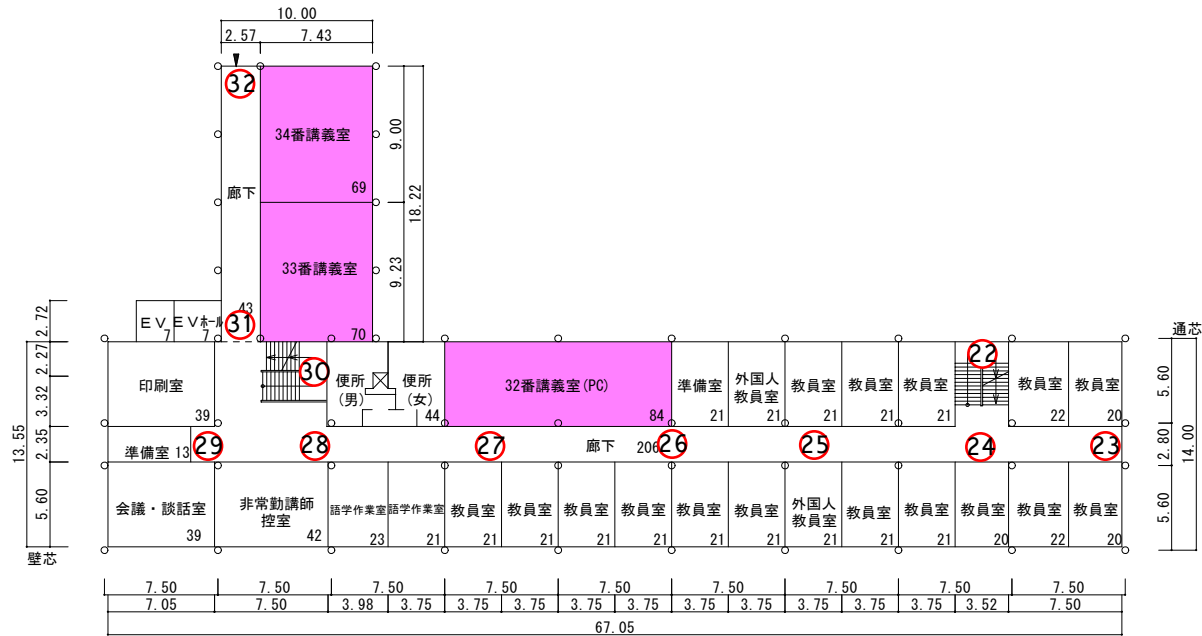 10.00
2.57
7.43
32
34番講義室
69
9.00
廊下
18.22
33番講義室
70
9.23
43
31
ＥＶ
7
ＥＶホール
7
2.72
2.27
3.32
2.35
5.60
13.55
壁芯
通芯
5.60
2.80
5.60
14.00
印刷室
39
30
便所
(男)
便所
(女)
44
32番講義室(PC)
84
準備室
21
外国人
教員室
21
教員室
21
教員室
21
教員室
21
22
教員室
22
教員室
20
準備室 13
29
28
27
廊下
206
26
25
24
23
会議・談話室
39
非常勤講師
控室
42
語学作業室
23
語学作業室
21
教員室
21
教員室
21
教員室
21
教員室
21
教員室
21
教員室
21
外国人
教員室
21
教員室
21
教員室
21
教員室
20
教員室
22
教員室
20
7.50 7.50 7.50 7.50 7.50 7.50 7.50 7.50 7.50
7.05 7.50 3.98 3.75 3.75 3.75 3.75 3.75 3.75 3.75 3.75 3.75 3.75 3.52 7.50
67.05